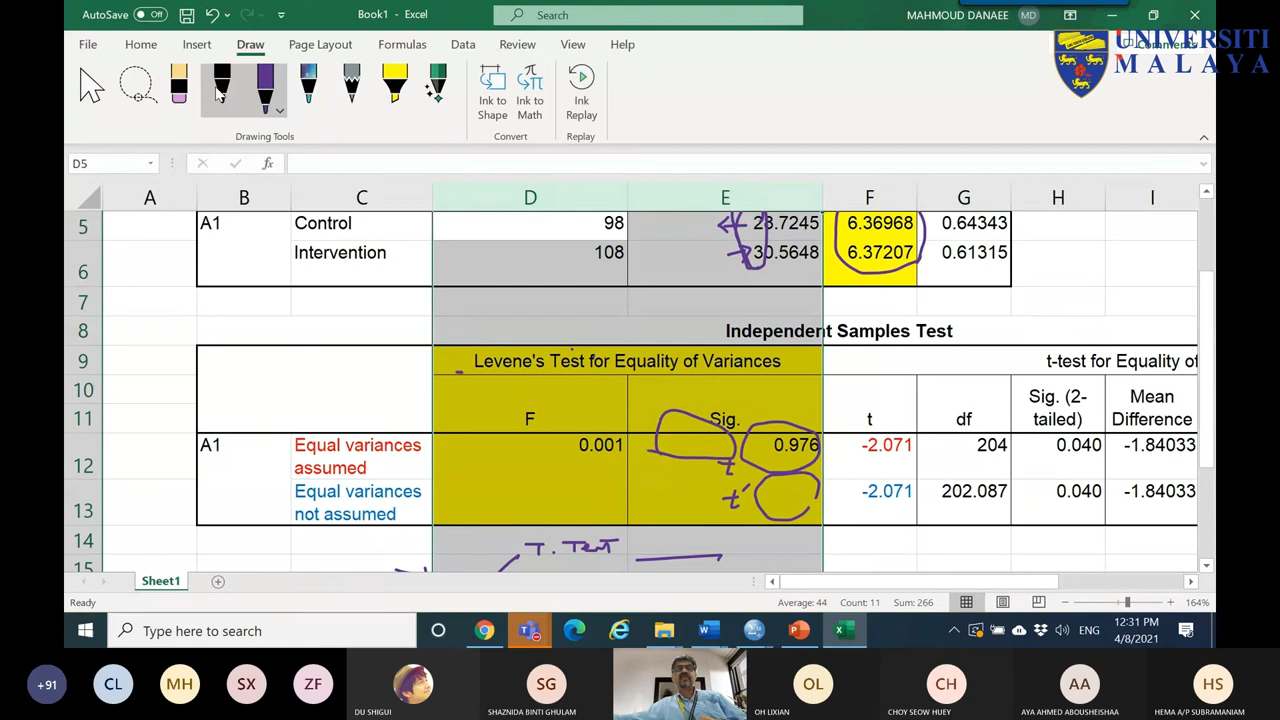 AutoSave Off Book1 - Excel Search MAHMOUD DANAEE MD
UNIVERSITI
MALAYA
File Home Insert Draw Page Layout Formulas Data Review View Help Comments
Ink to Shape Ink to Math Ink Replay
Drawing Tools Convert Replay
D5 fx
A B C D E F G H I
5 A1 Control 98 28.7245 6.36968 0.64343
6 Intervention 108 30.5648 6.37207 0.61315
7
8 Independent Samples Test
9 Levene's Test for Equality of Variances t-test for Equality of
10
11 F Sig. t df Sig. (2-tailed) Mean Difference
12 A1 Equal variances assumed 0.001 0.976 -2.071 204 0.040 -1.84033
t
13 Equal variances not assumed -2.071 202.087 0.040 -1.84033
t'
14 T. Test
15
Sheet1
Ready Average: 44 Count: 11 Sum: 266 164%
Type here to search ENG 12:31 PM
4/8/2021
+91 CL MH SX ZF SG OL CH AA HS
DU SHIGUI SHAZNIDA BINTI GHULAM OH LIXIAN CHOY SEOW HUEY AYA AHMED ABOUSHEISHAA HEMA A/P SUBRAMANIAM